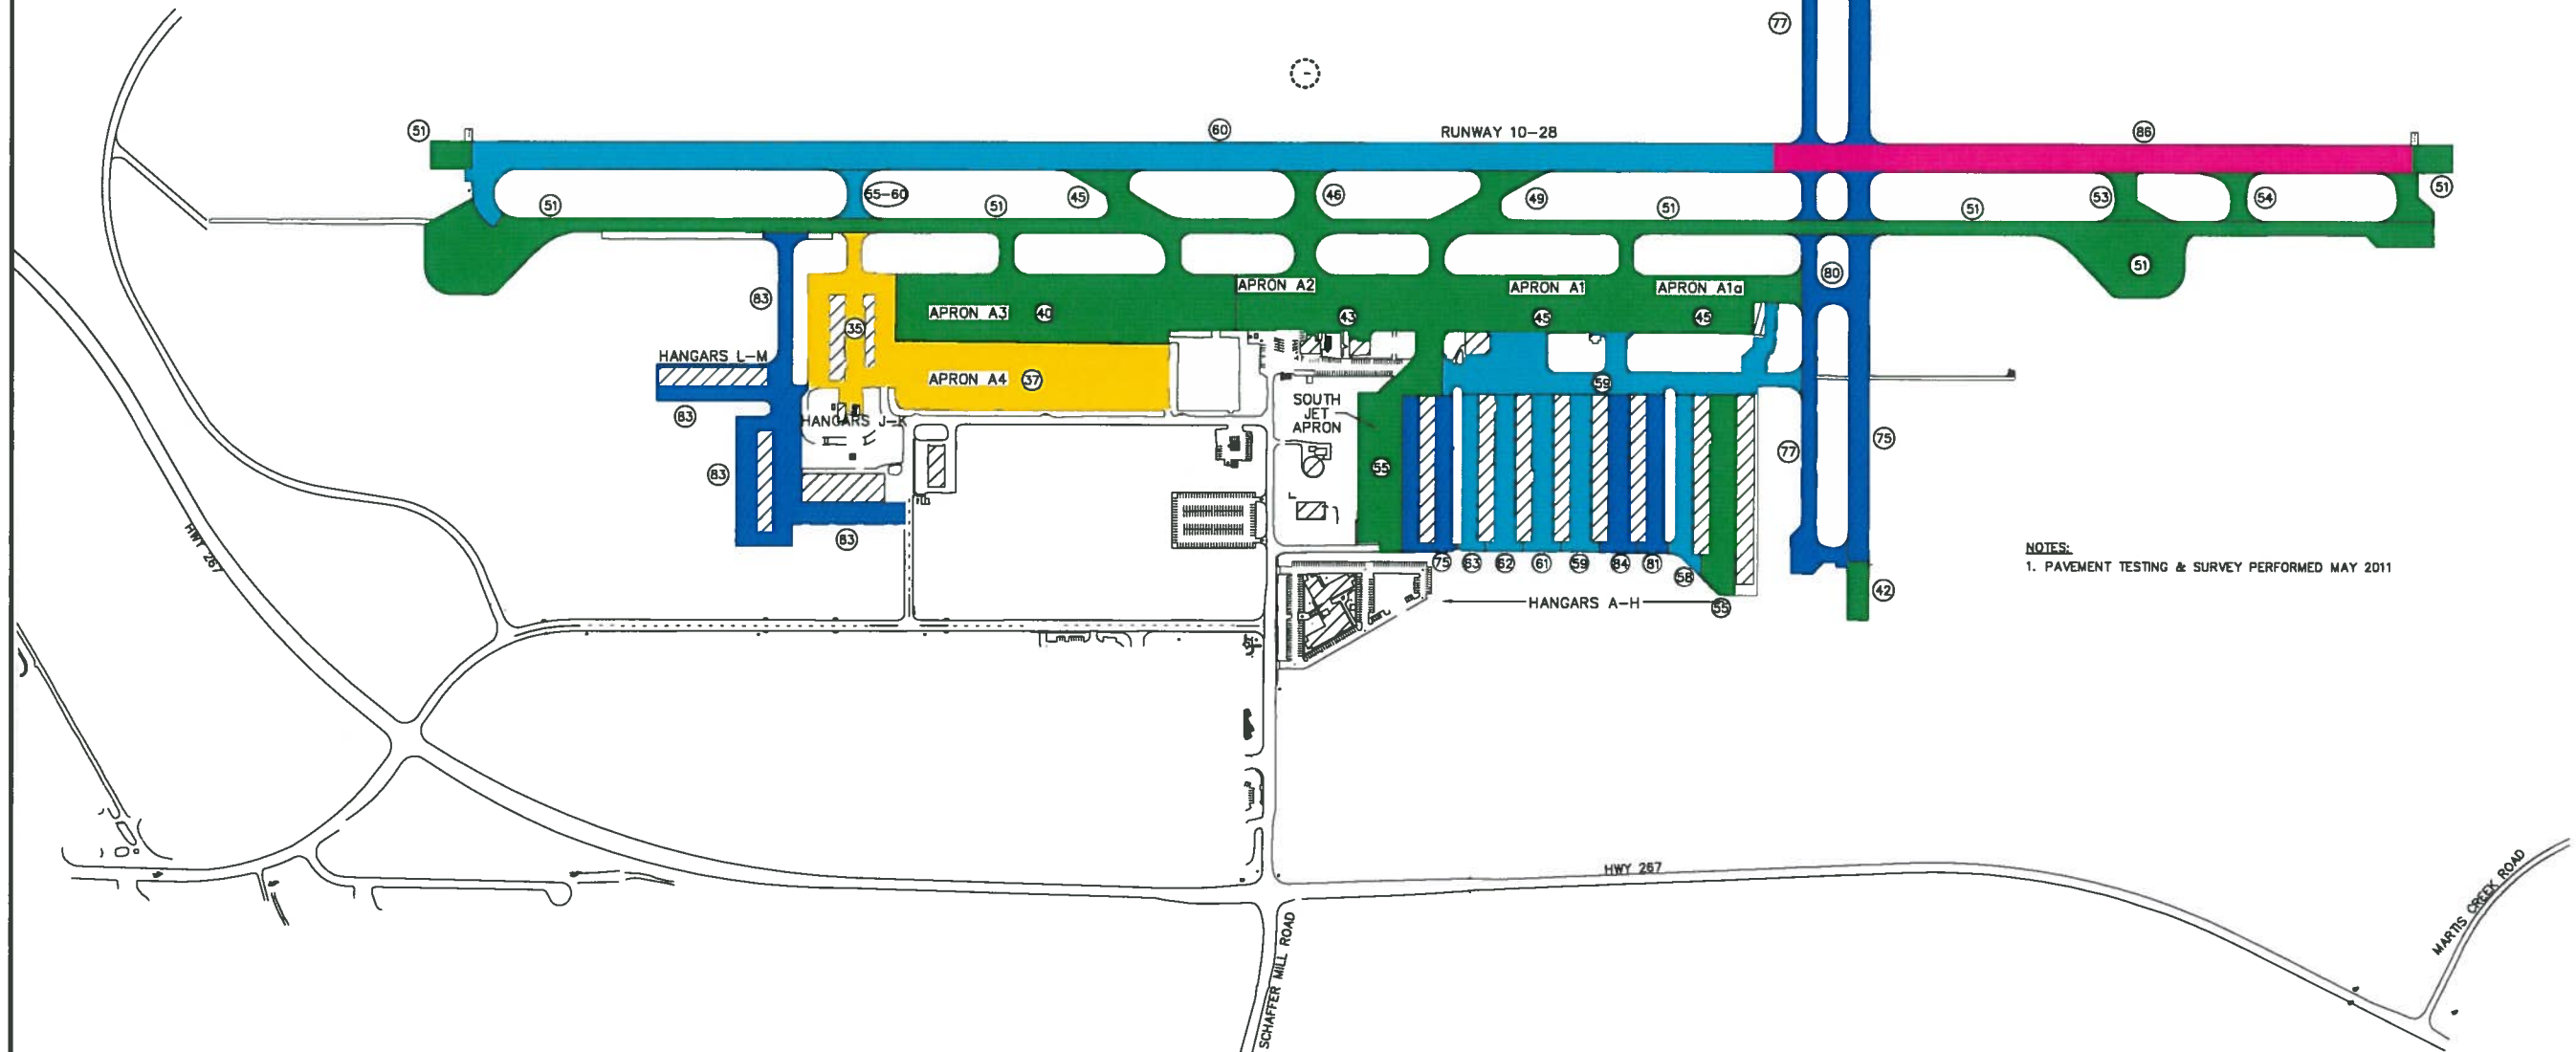 77
51
60
RUNWAY 10-28
86
51
55-60
51
45
46
49
51
51
53
54
51
51
83
35
APRON A3
40
APRON A2
43
APRON A1
45
APRON A1a
45
80
HANGARS L-M
83
APRON A4
37
59
HANGARS J-K
SOUTH
JET
APRON
83
55
77
75
83
75
63
62
61
59
84
81
58
55
HANGARS A-H
42
NOTES:
1. PAVEMENT TESTING & SURVEY PERFORMED MAY 2011
HWY 267
HWY 267
SCHAFFER MILL ROAD
MARTIS CREEK ROAD